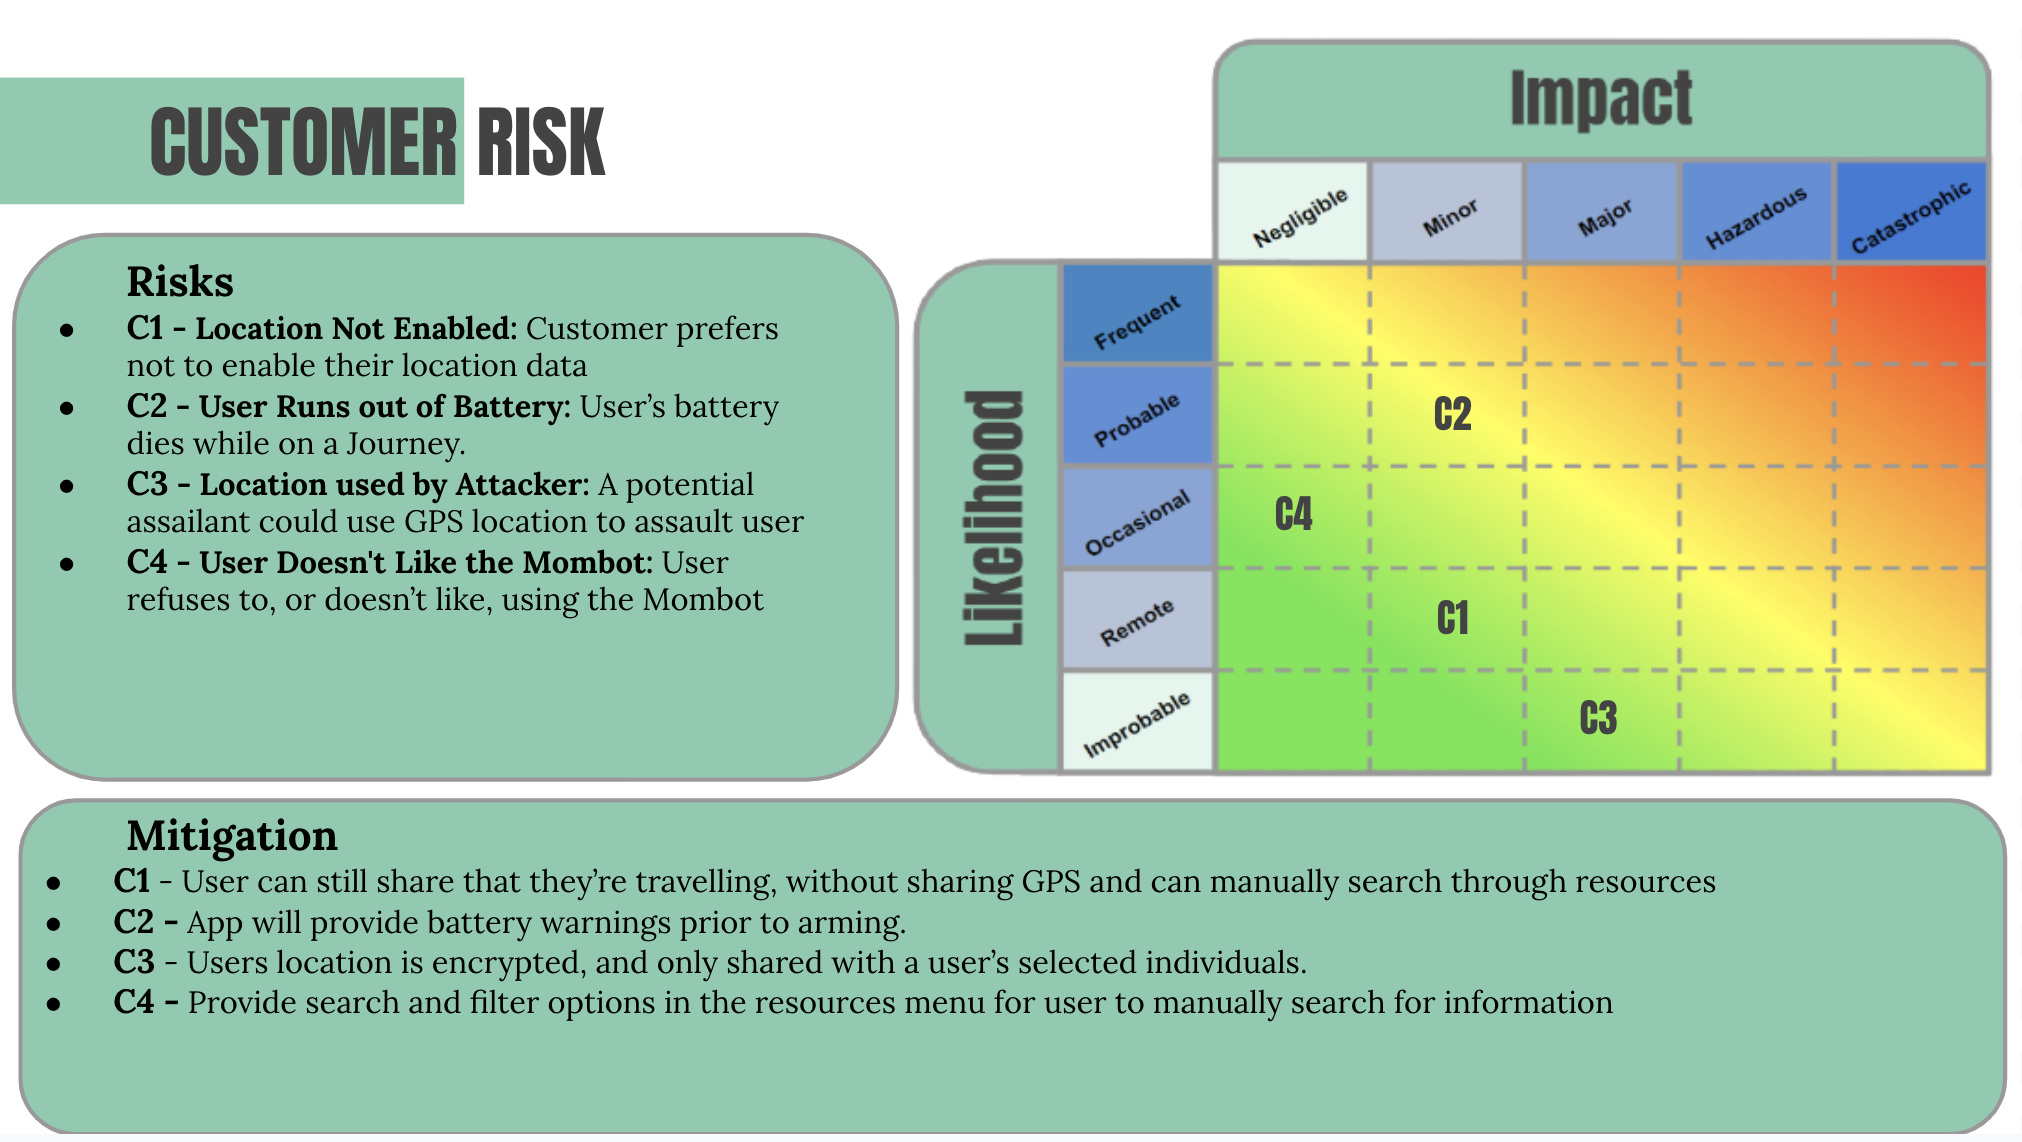 CUSTOMER RISK
Risks
● C1 - Location Not Enabled: Customer prefers
not to enable their location data
● C2 - User Runs out of Battery: User’s battery
dies while on a Journey.
● C3 - Location used by Attacker: A potential
assailant could use GPS location to assault user
● C4 - User Doesn't Like the Mombot: User
refuses to, or doesn’t like, using the Mombot
Impact
Negligible Minor Major Hazardous Catastrophic
Likelihood
Frequent
Probable C2
Occasional C4
Remote C1
Improbable C3
Mitigation
● C1 - User can still share that they’re travelling, without sharing GPS and can manually search through resources
● C2 - App will provide battery warnings prior to arming.
● C3 - Users location is encrypted, and only shared with a user’s selected individuals.
● C4 - Provide search and filter options in the resources menu for user to manually search for information